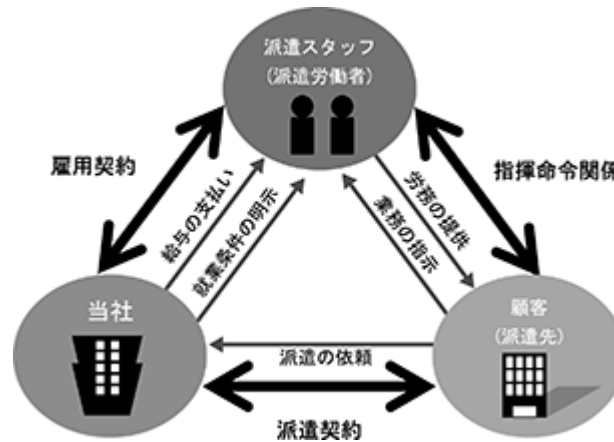 派遣スタッフ
(派遣労働者)
雇用契約
指揮命令関係
給与の支払い
就業条件の明示
労務の提供
業務の指示
当社
顧客
(派遣先)
派遣の依頼
派遣契約